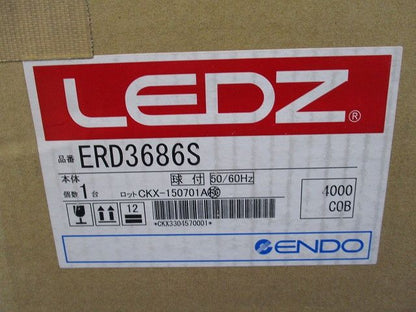 LEDZ®
品番 ERD3686S
本体 球付 50/60Hz
個数 1 台 ロット CKX-150701A
4000
COB
12
*CKX3304570001*
ENDO